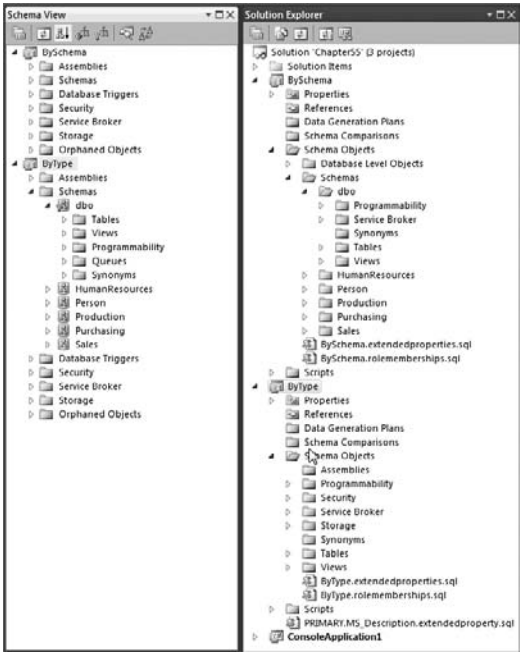 Schema View
BySchema
Assemblies
Schemas
Database Triggers
Security
Service Broker
Storage
Orphaned Objects
ByType
Assemblies
Schemas
dbo
Tables
Views
Programmability
Queues
Synonyms
HumanResources
Person
Production
Purchasing
Sales
Database Triggers
Security
Service Broker
Storage
Orphaned Objects
Solution Explorer
Solution 'Chapter55' (3 projects)
Solution Items
BySchema
Properties
References
Data Generation Plans
Schema Comparisons
Schema Objects
Database Level Objects
Schemas
dbo
Programmability
Service Broker
Synonyms
Tables
Views
HumanResources
Person
Production
Purchasing
Sales
BySchema.extendedproperties.sql
BySchema.rolememberships.sql
Scripts
ByType
Properties
References
Data Generation Plans
Schema Comparisons
Schema Objects
Assemblies
Programmability
Security
Service Broker
Storage
Synonyms
Tables
Views
ByType.extendedproperties.sql
ByType.rolememberships.sql
Scripts
PRIMARY.MS_Description.extendedproperty.sql
ConsoleApplication1